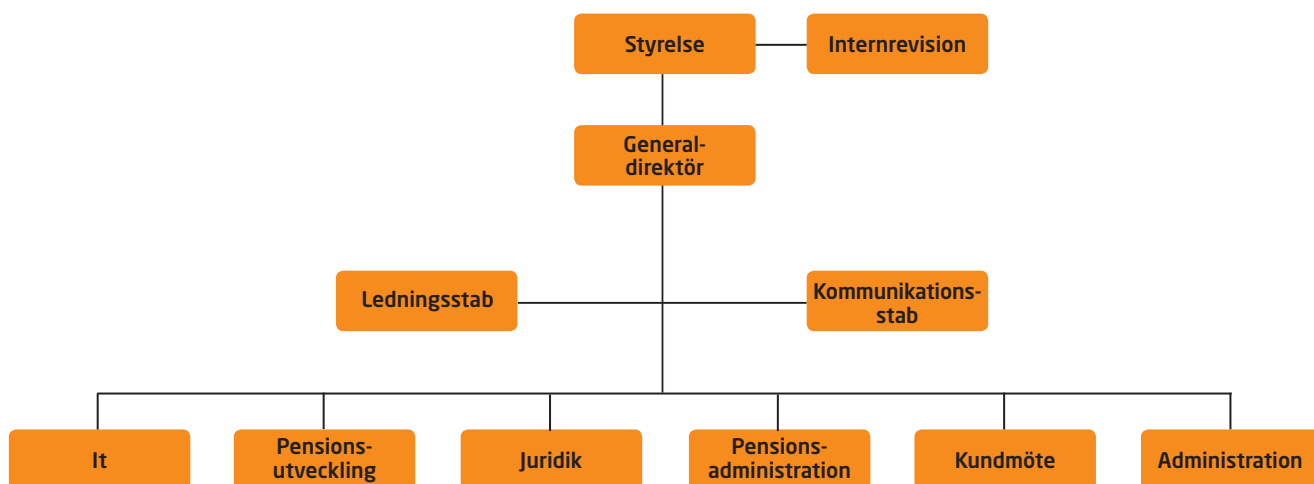 Styrelse
Internrevision
General-
direktör
Ledningsstab
Kommunikations-
stab
It
Pensions-
utveckling
Juridik
Pensions-
administration
Kundmöte
Administration